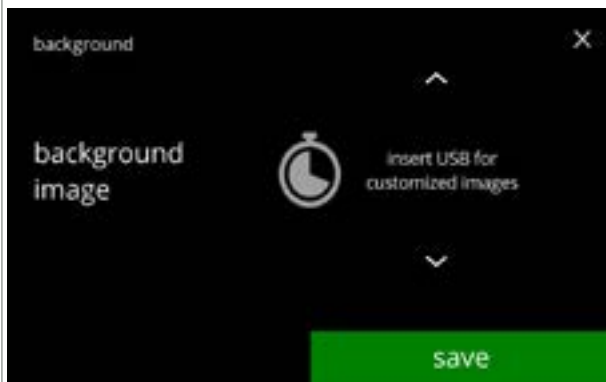 background
background
image
insert USB for
customized images
save